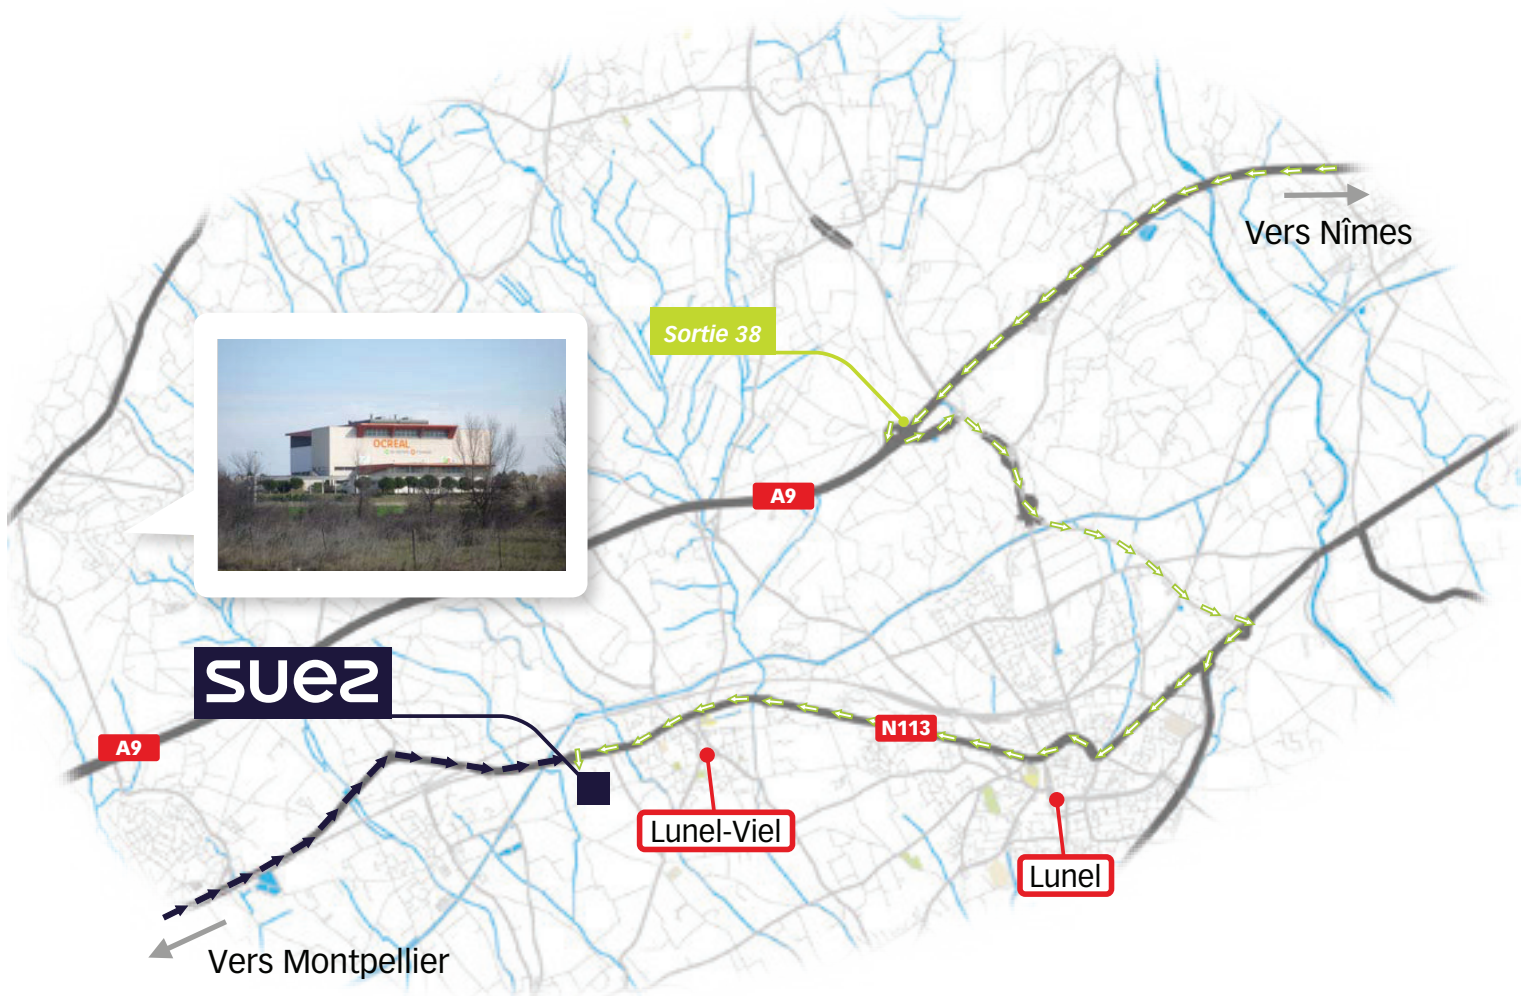 Vers Nîmes
Sortie 38
OCREAL
A9
suez
A9
N113
Lunel-Viel
Lunel
Vers Montpellier